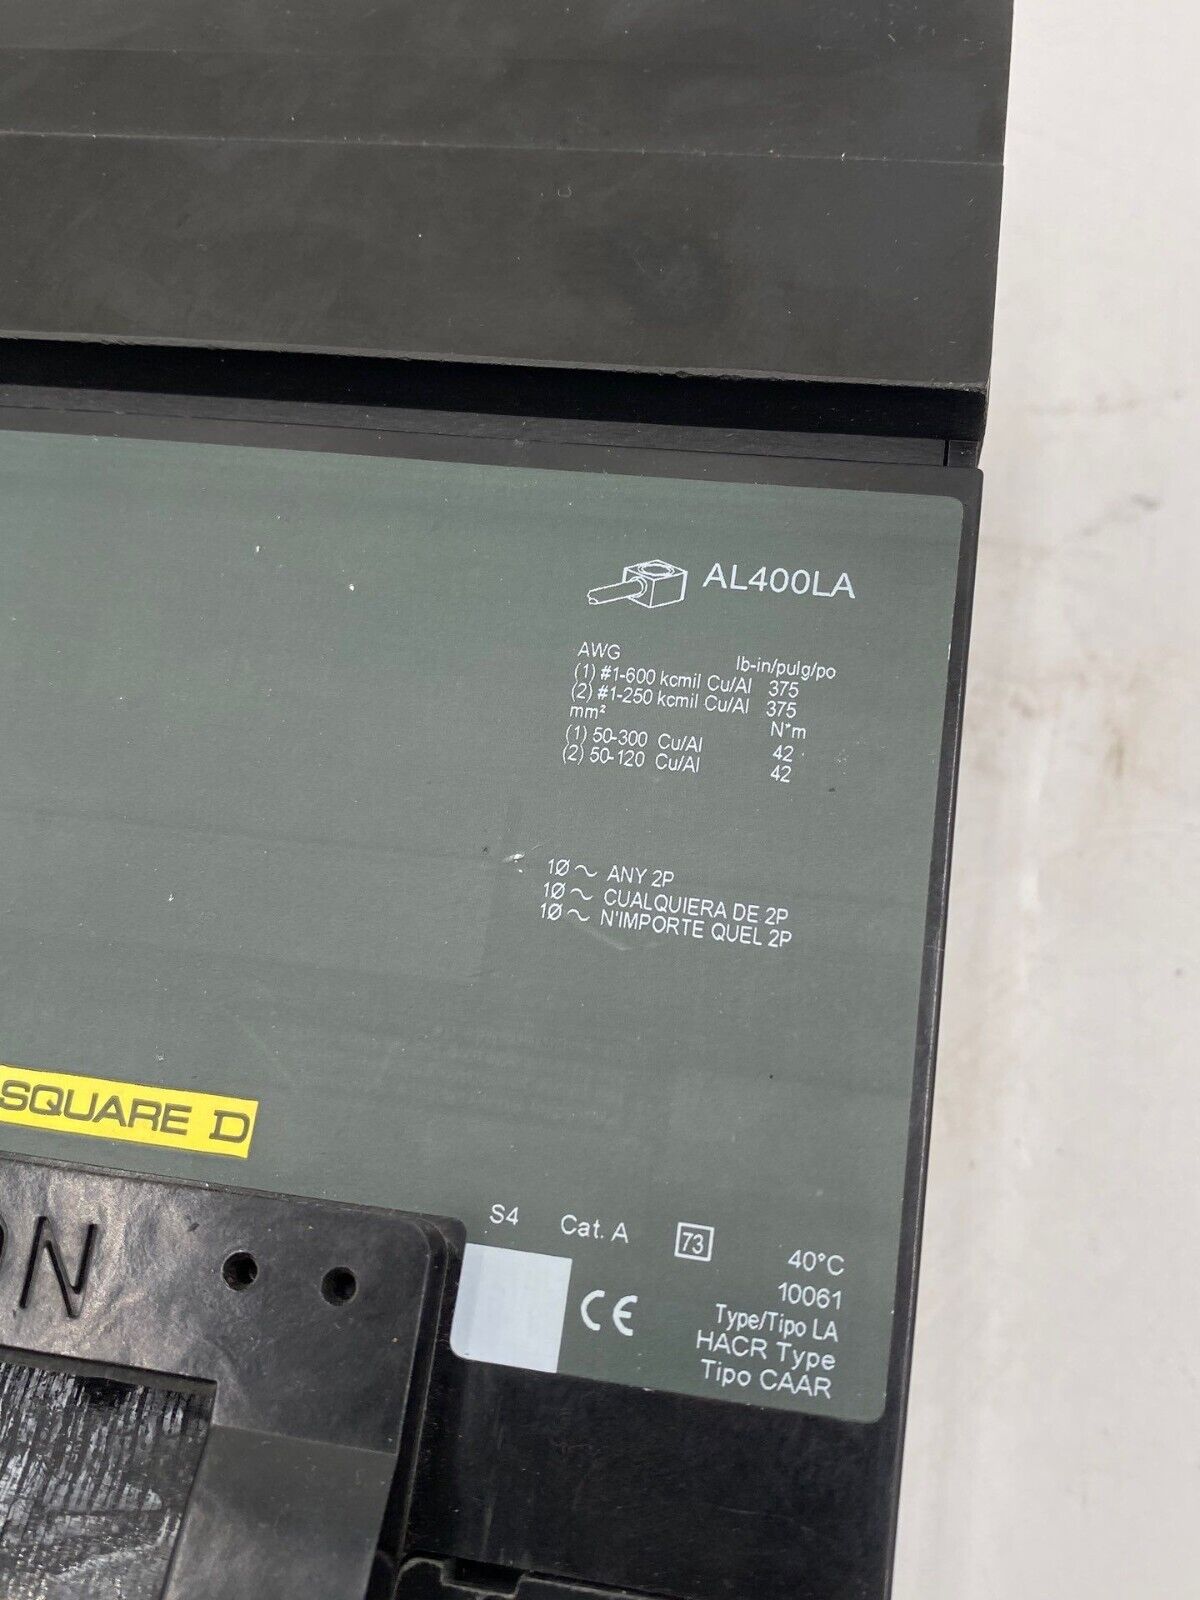 AL400LA
AWG lb-in/pulg/po
(1) #1-600 kcmil Cu/Al 375
(2) #1-250 kcmil Cu/Al 375
mm² N*m
(1) 50-300 Cu/Al 42
(2) 50-120 Cu/Al 42
1Ø ~ ANY 2P
1Ø ~ CUALQUIERA DE 2P
1Ø ~ N'IMPORTE QUEL 2P
SQUARE D
ON
S4 Cat. A 73 40°C
10061
CE Type/Tipo LA
HACR Type
Tipo CAAR